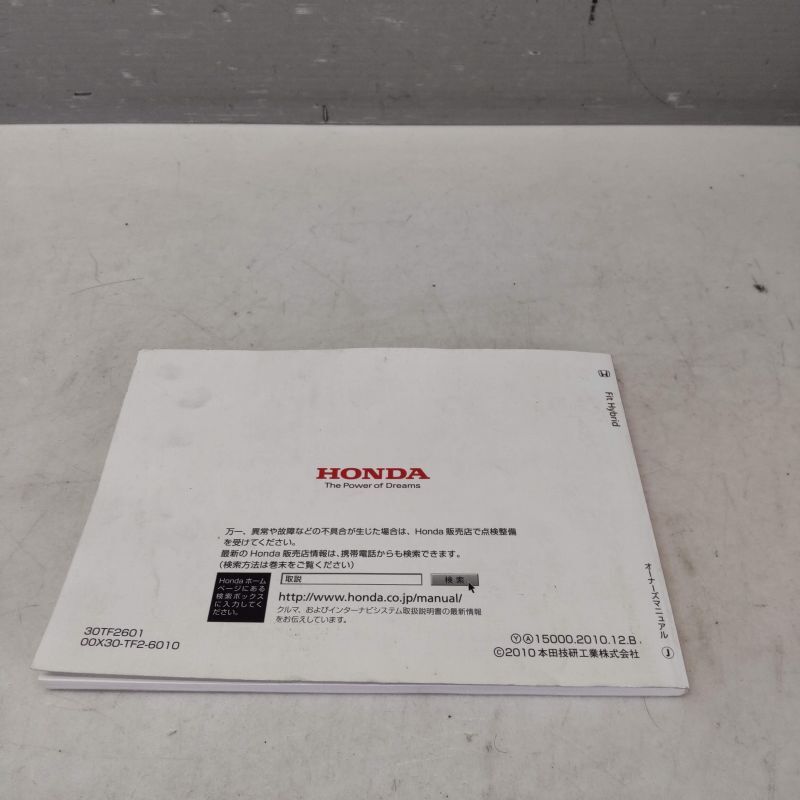 HONDA
The Power of Dreams
万一、異常や故障などの不具合が生じた場合は、Honda 販売店で点検整備
を受けてください。
最新の Honda 販売店情報は、携帯電話からも検索できます。
(検索方法は巻末をご覧ください)
Honda ホーム
ページにある
検索ボックス
に入力してく
ださい。
取説
検 索
http://www.honda.co.jp/manual/
クルマ、およびインターナビシステム取扱説明書の最新情報
をお伝えしています。
30TF2601
00X30-TF2-6010
ⓎⒶ15000.2010.12.B
©2010 本田技研工業株式会社
Fit Hybrid
オーナーズマニュアル Ⓙ